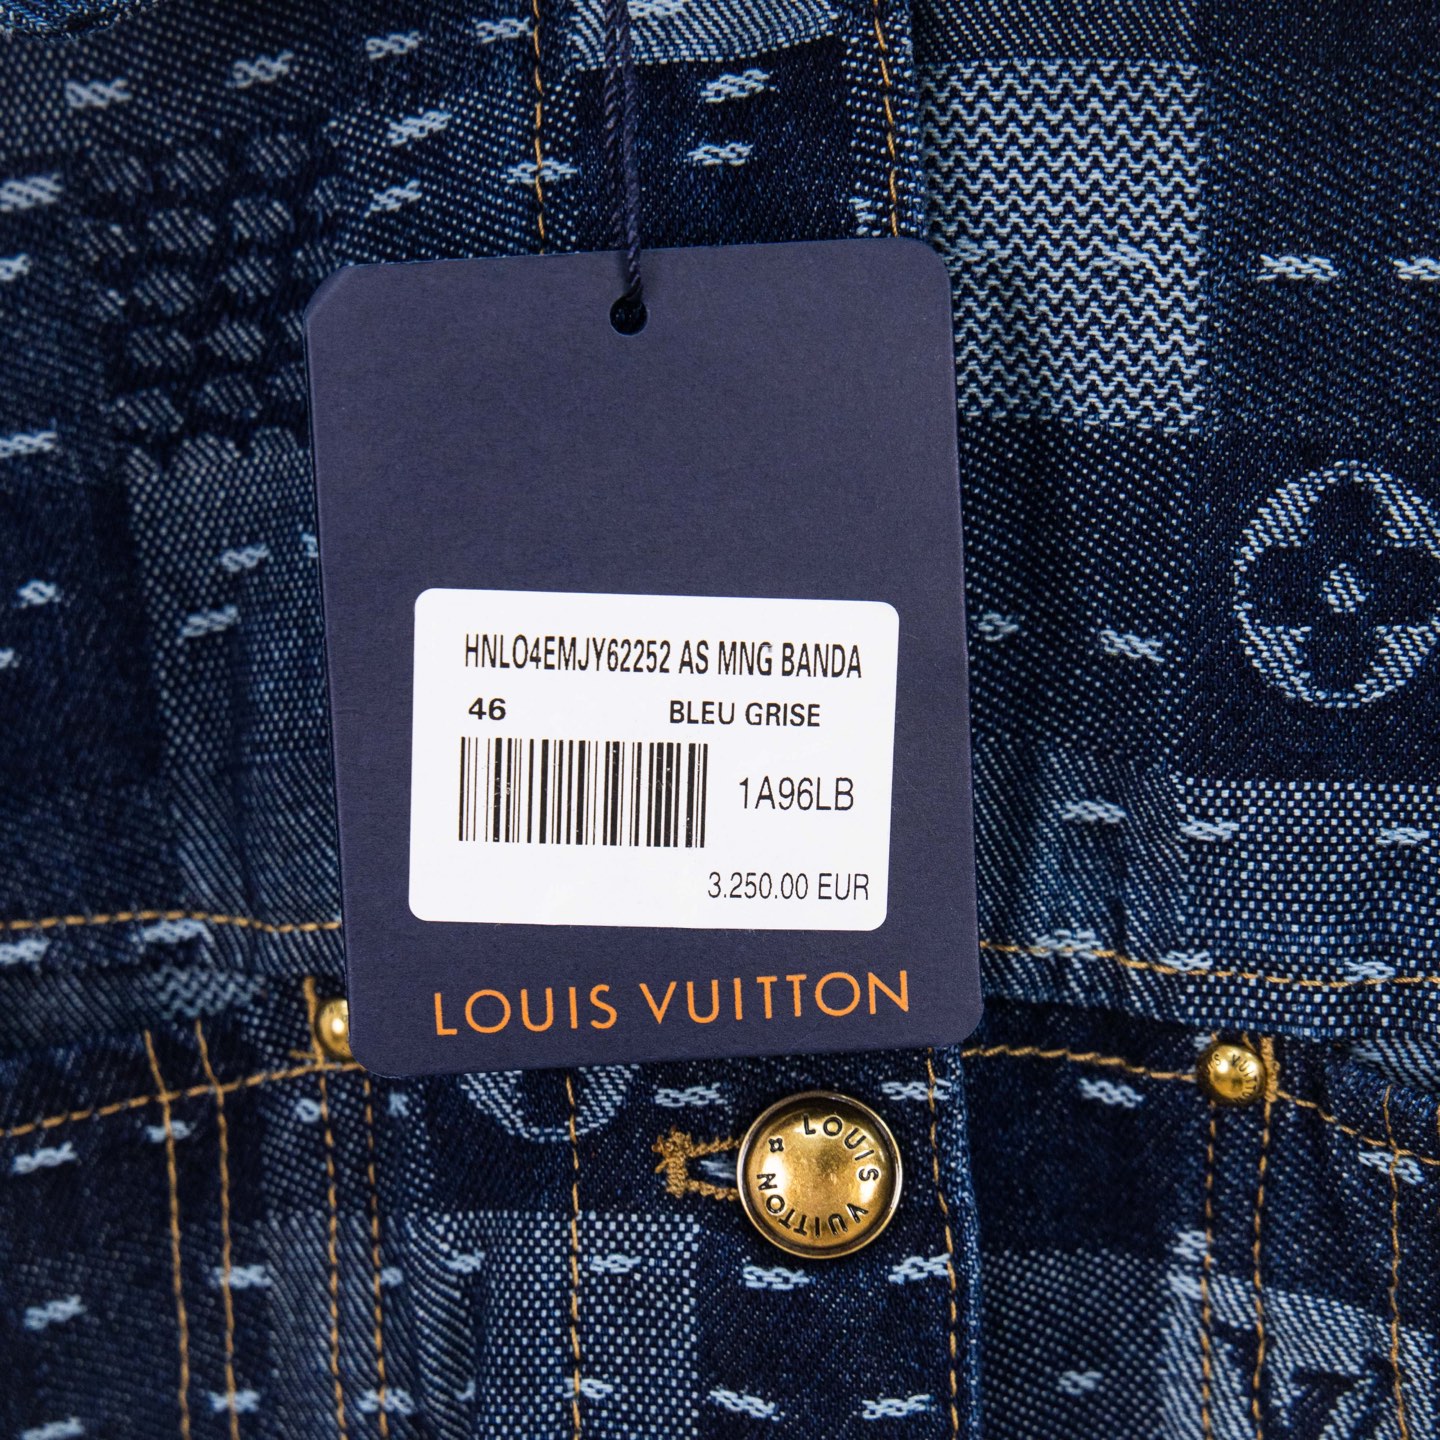 HNLO4EMJY62252 AS MNG BANDA
46 BLEU GRISE
1A96LB
3.250.00 EUR
LOUIS VUITTON
LOUIS VUITTON